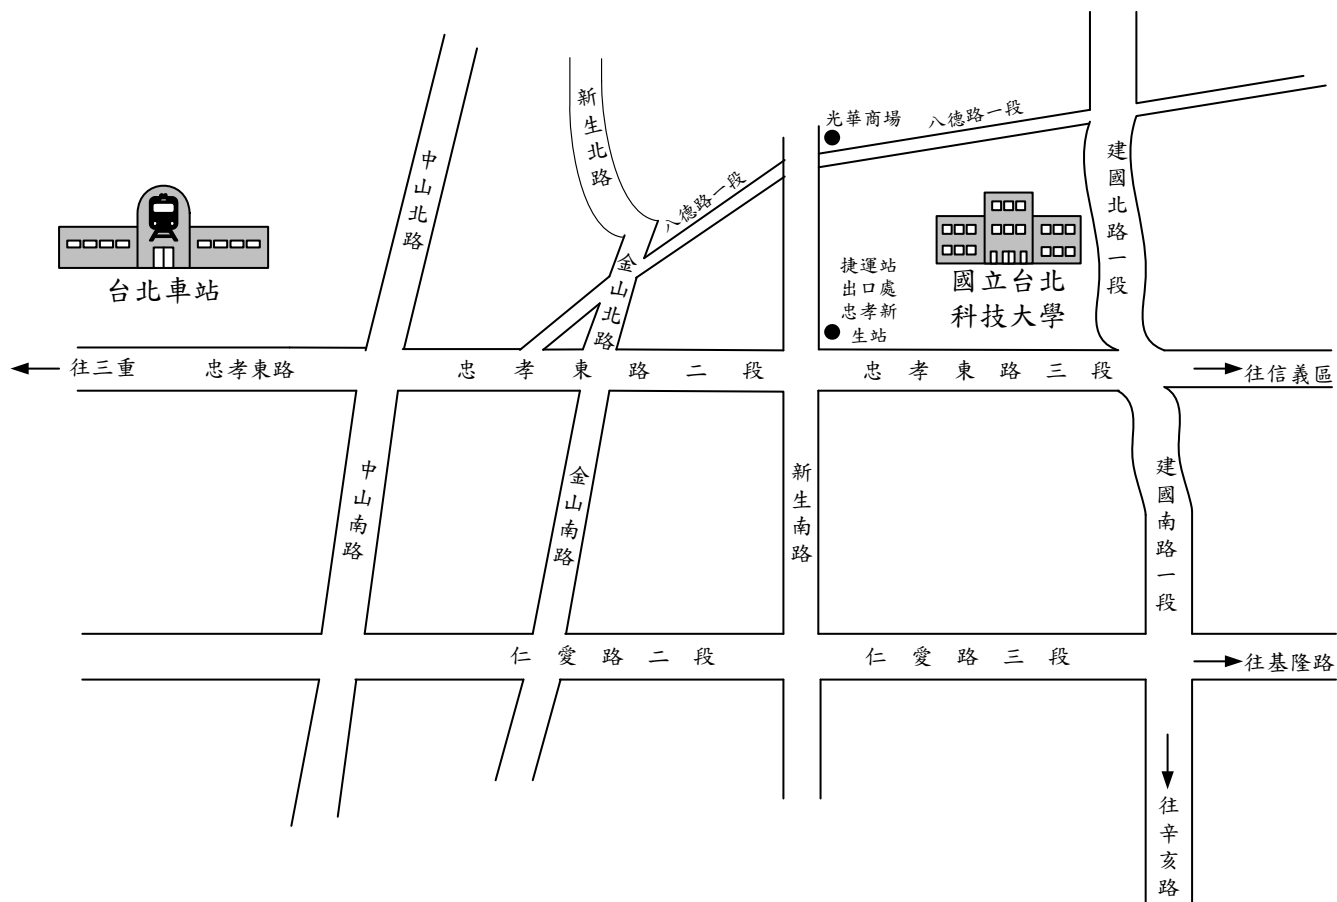 新生北路
中山北路
光華商場
八德路一段
建國北路一段
八德路一段
台北車站
金山北路
捷運站
出口處
忠孝新
生站
國立台北
科技大學
往三重
忠孝東路
忠孝東路二段
忠孝東路三段
往信義區
中山南路
金山南路
新生南路
建國南路一段
仁愛路二段
仁愛路三段
往基隆路
往辛亥路